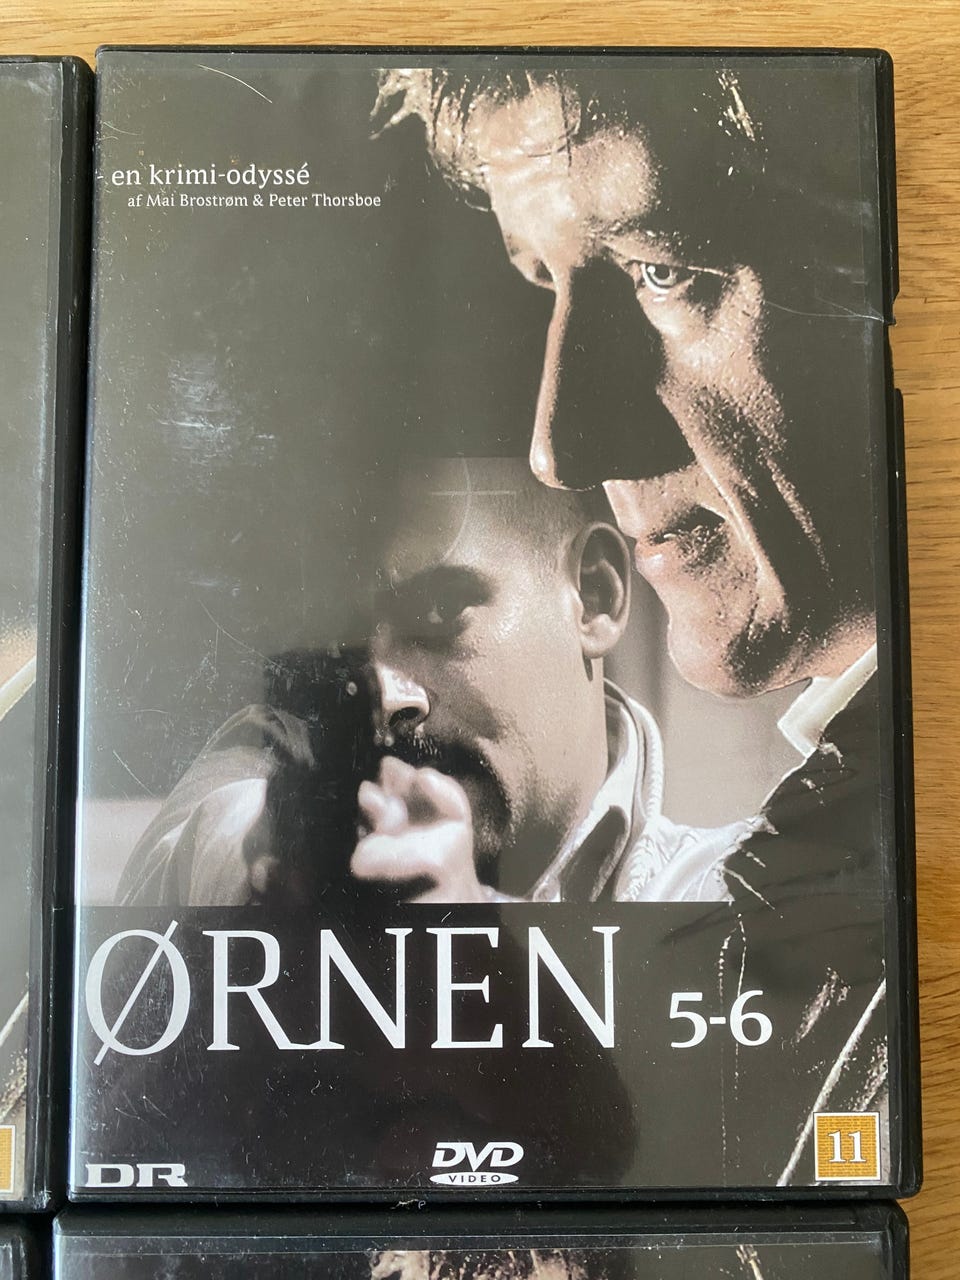 en krimi-odyssé
af Mai Brostrøm & Peter Thorsboe
ØRNEN 5-6
DR
DVD
VIDEO
11